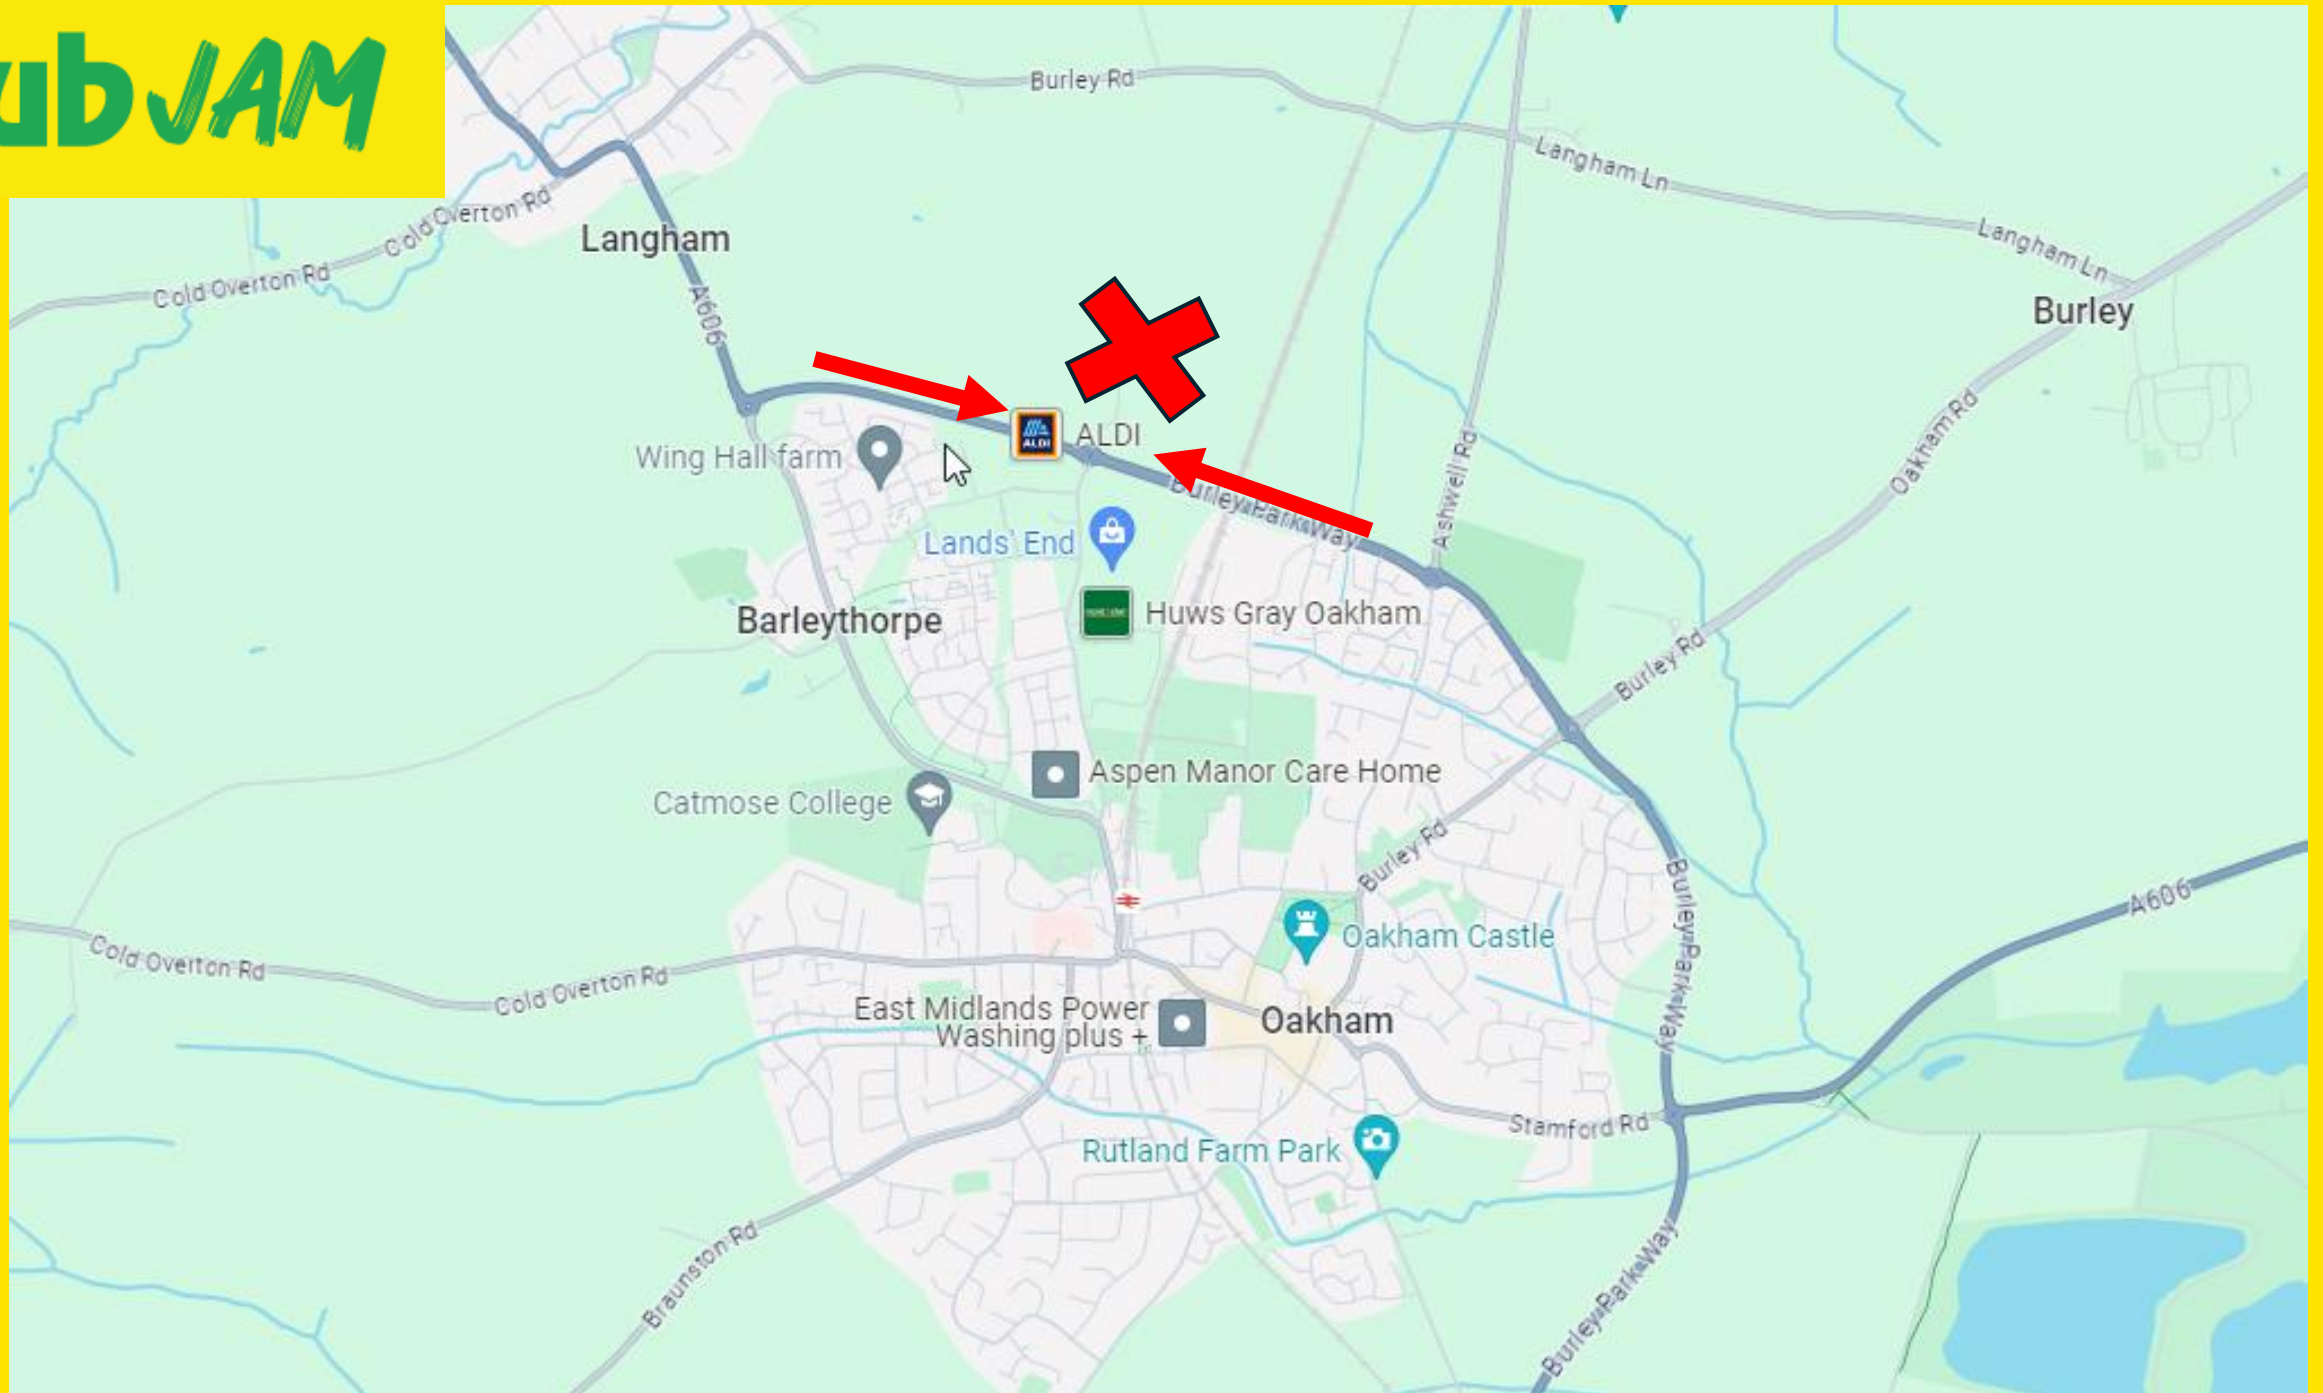 ub JAM
Burley Rd
Langham Ln
Langham Ln
Cold Overton Rd
Cold Overton Rd
Langham
A606
Burley
Oakham Rd
ALDI
ALDI
Wing Hall farm
Burley Park Way
Ashwell Rd
Lands' End
Huws Gray Oakham
Barleythorpe
Burley Rd
Aspen Manor Care Home
Catmose College
Burley Rd
Burley Park Way
A606
Oakham Castle
Cold Overton Rd
Cold Overton Rd
East Midlands Power
Washing plus +
Oakham
Stamford Rd
Rutland Farm Park
Braunston Rd
Burley Park Way